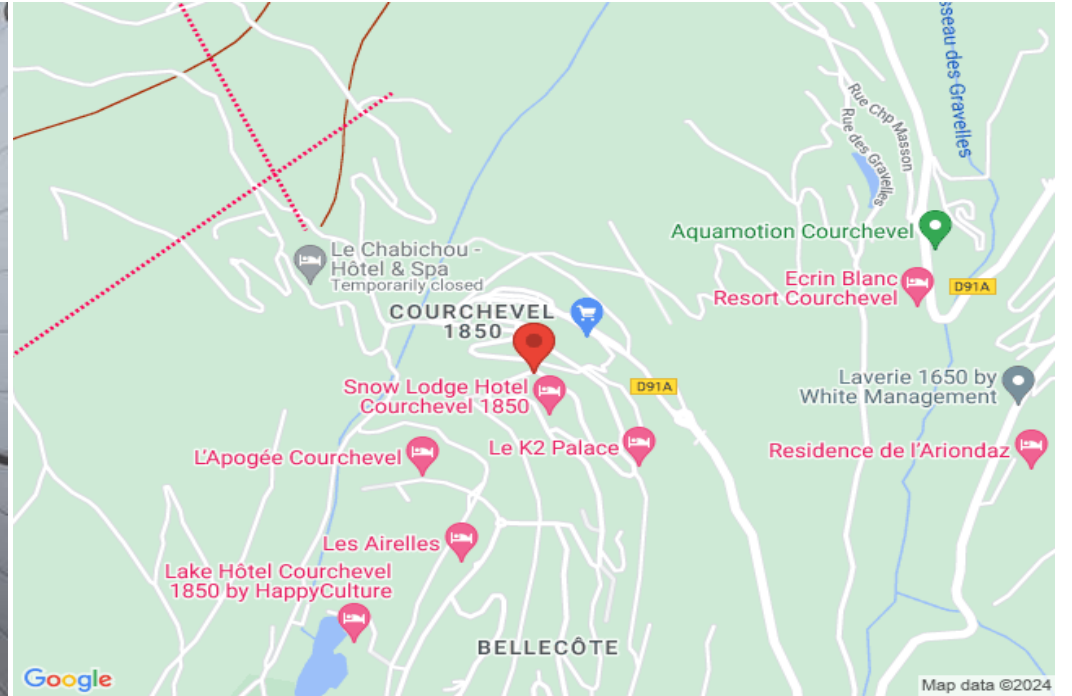 sseau des Gravelles
Rue Chp Masson
Rue des Gravelles
Aquamotion Courchevel
Le Chabichou -
Hôtel & Spa
Temporarily closed
Ecrin Blanc
Resort Courchevel
D91A
COURCHEVEL
1850
Snow Lodge Hotel
Courchevel 1850
D91A
Laverie 1650 by
White Management
L'Apogée Courchevel
Le K2 Palace
Residence de l'Ariondaz
Les Airelles
Lake Hôtel Courchevel
1850 by HappyCulture
BELLECÔTE
Google
Map data ©2024